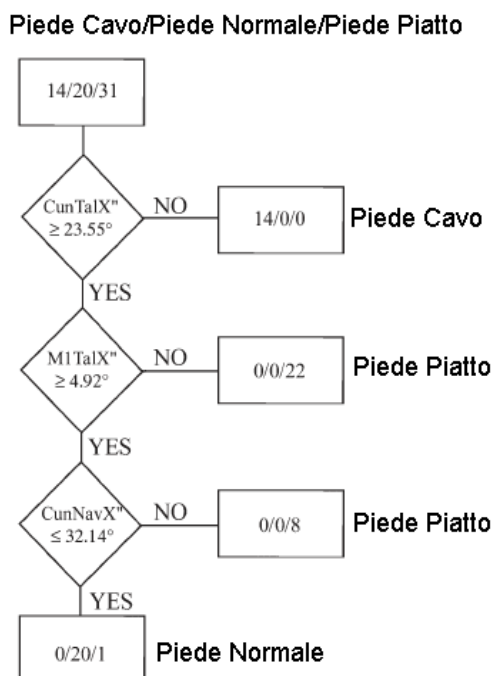 Piede Cavo/Piede Normale/Piede Piatto
14/20/31
CunTalX"
≥ 23.55°
NO
14/0/0
Piede Cavo
YES
M1TalX"
≥ 4.92°
NO
0/0/22
Piede Piatto
YES
CunNavX"
≤ 32.14°
NO
0/0/8
Piede Piatto
YES
0/20/1
Piede Normale